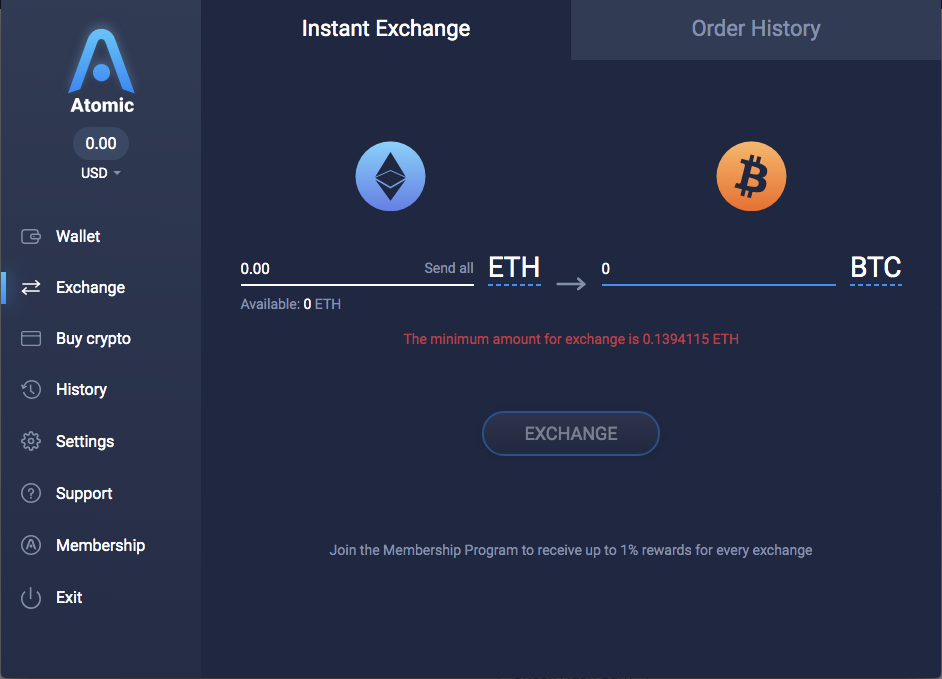 Atomic
0.00
USD
Wallet
Exchange
Buy crypto
History
Settings
Support
Membership
Exit
Instant Exchange
Order History
0.00 Send all ETH
0 BTC
Available: 0 ETH
The minimum amount for exchange is 0.1394115 ETH
EXCHANGE
Join the Membership Program to receive up to 1% rewards for every exchange